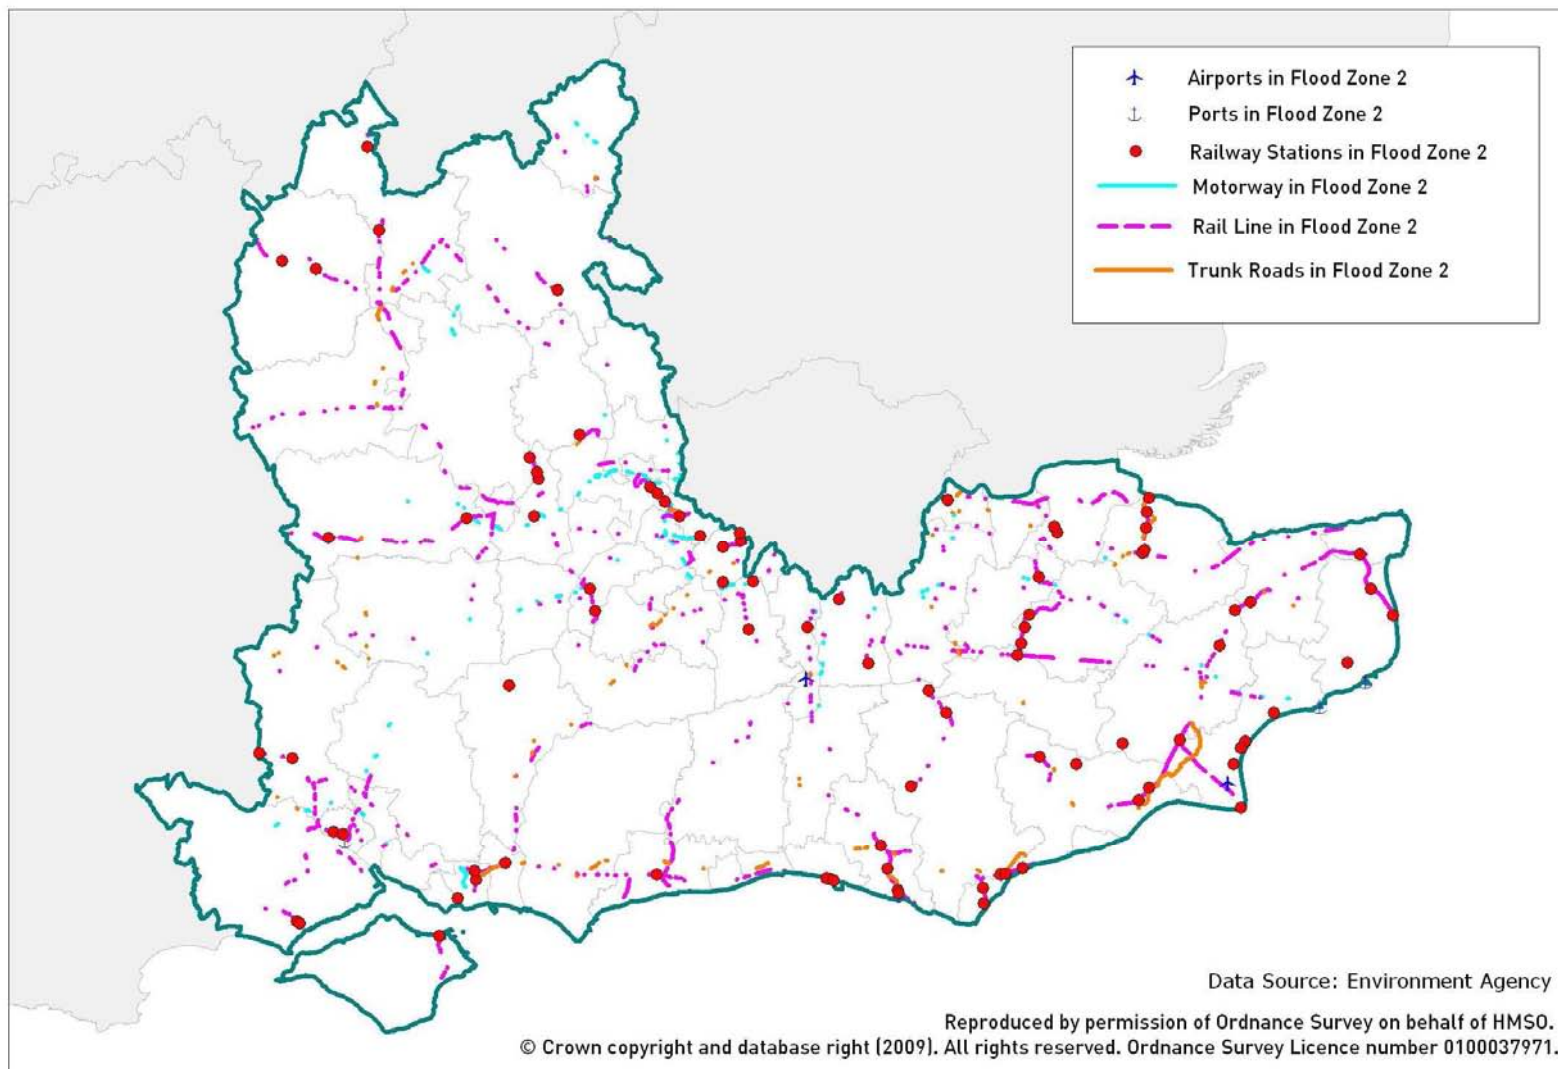 Airports in Flood Zone 2
Ports in Flood Zone 2
Railway Stations in Flood Zone 2
Motorway in Flood Zone 2
Rail Line in Flood Zone 2
Trunk Roads in Flood Zone 2
Data Source: Environment Agency
Reproduced by permission of Ordnance Survey on behalf of HMSO.
© Crown copyright and database right (2009). All rights reserved. Ordnance Survey Licence number 0100037971.